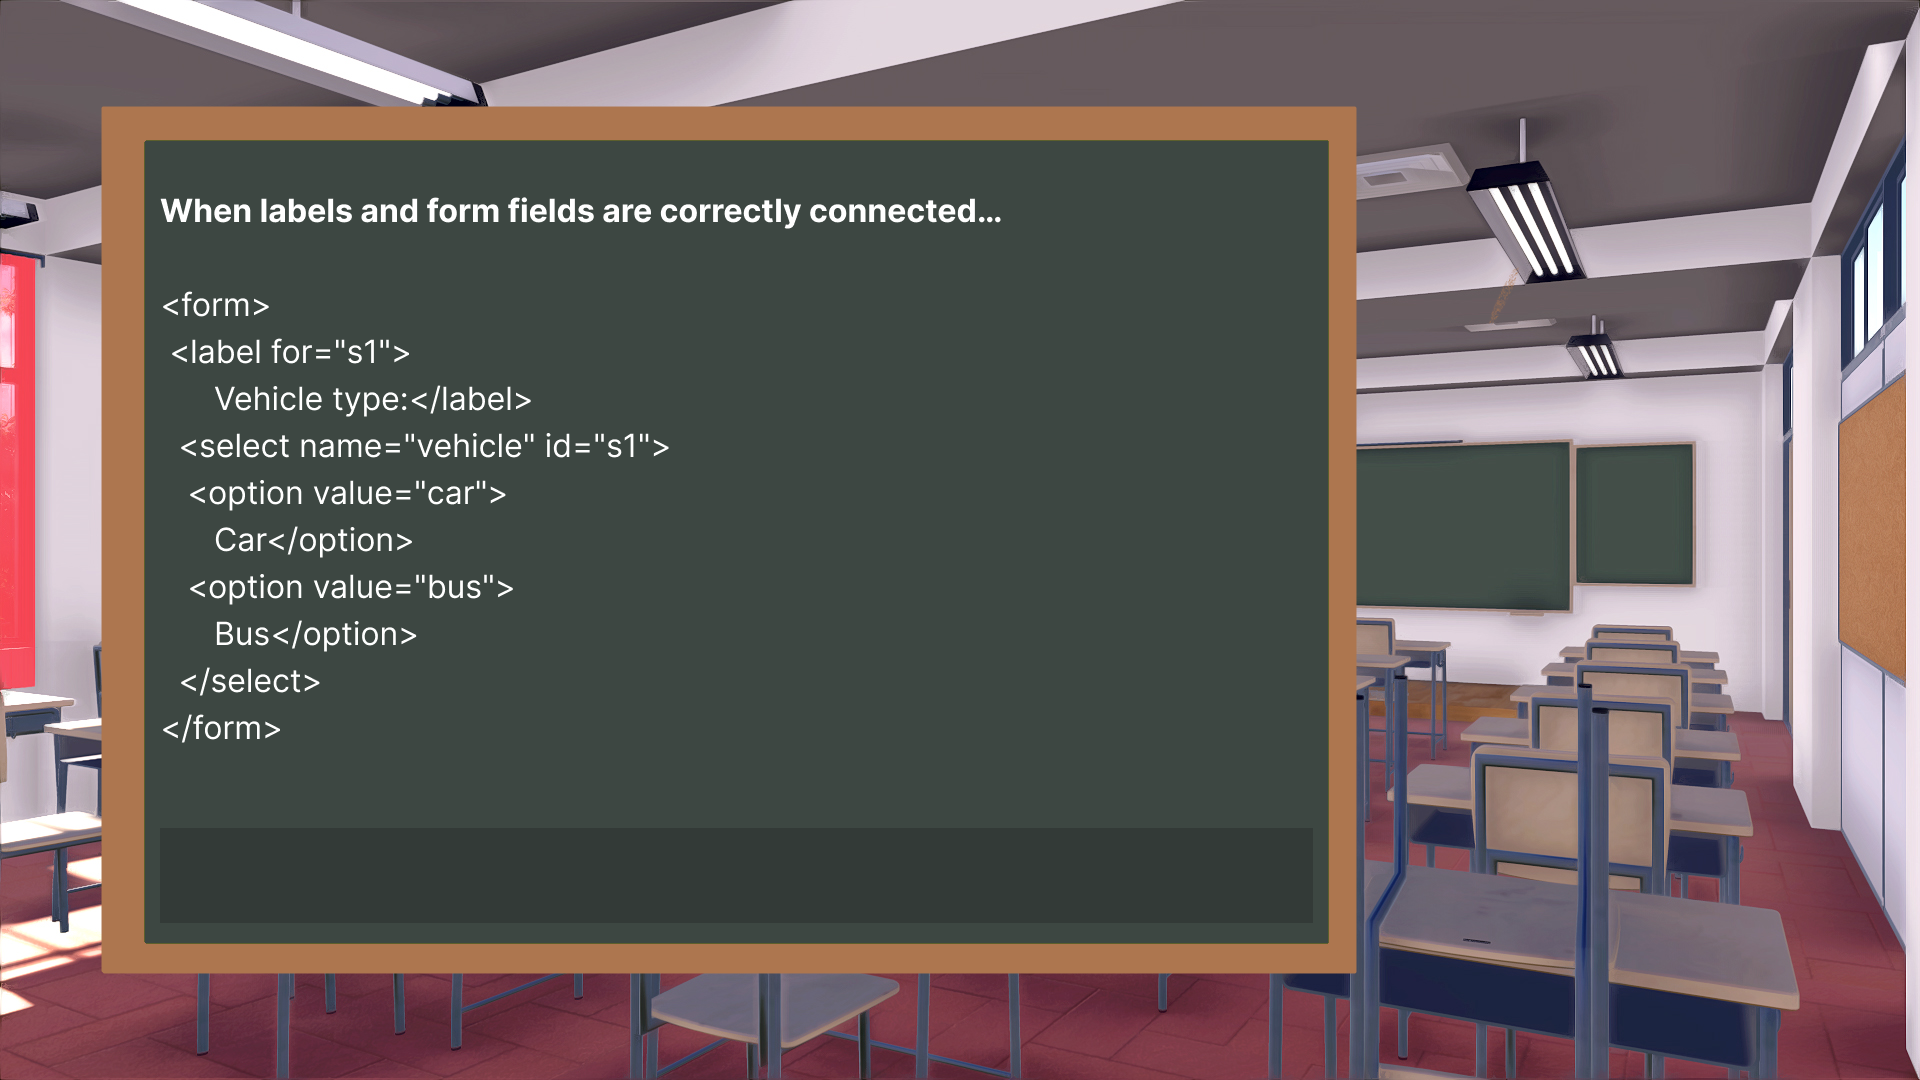 When labels and form fields are correctly connected...
<form>
<label for="s1">
Vehicle type:</label>
<select name="vehicle" id="s1">
<option value="car">
Car</option>
<option value="bus">
Bus</option>
</select>
</form>